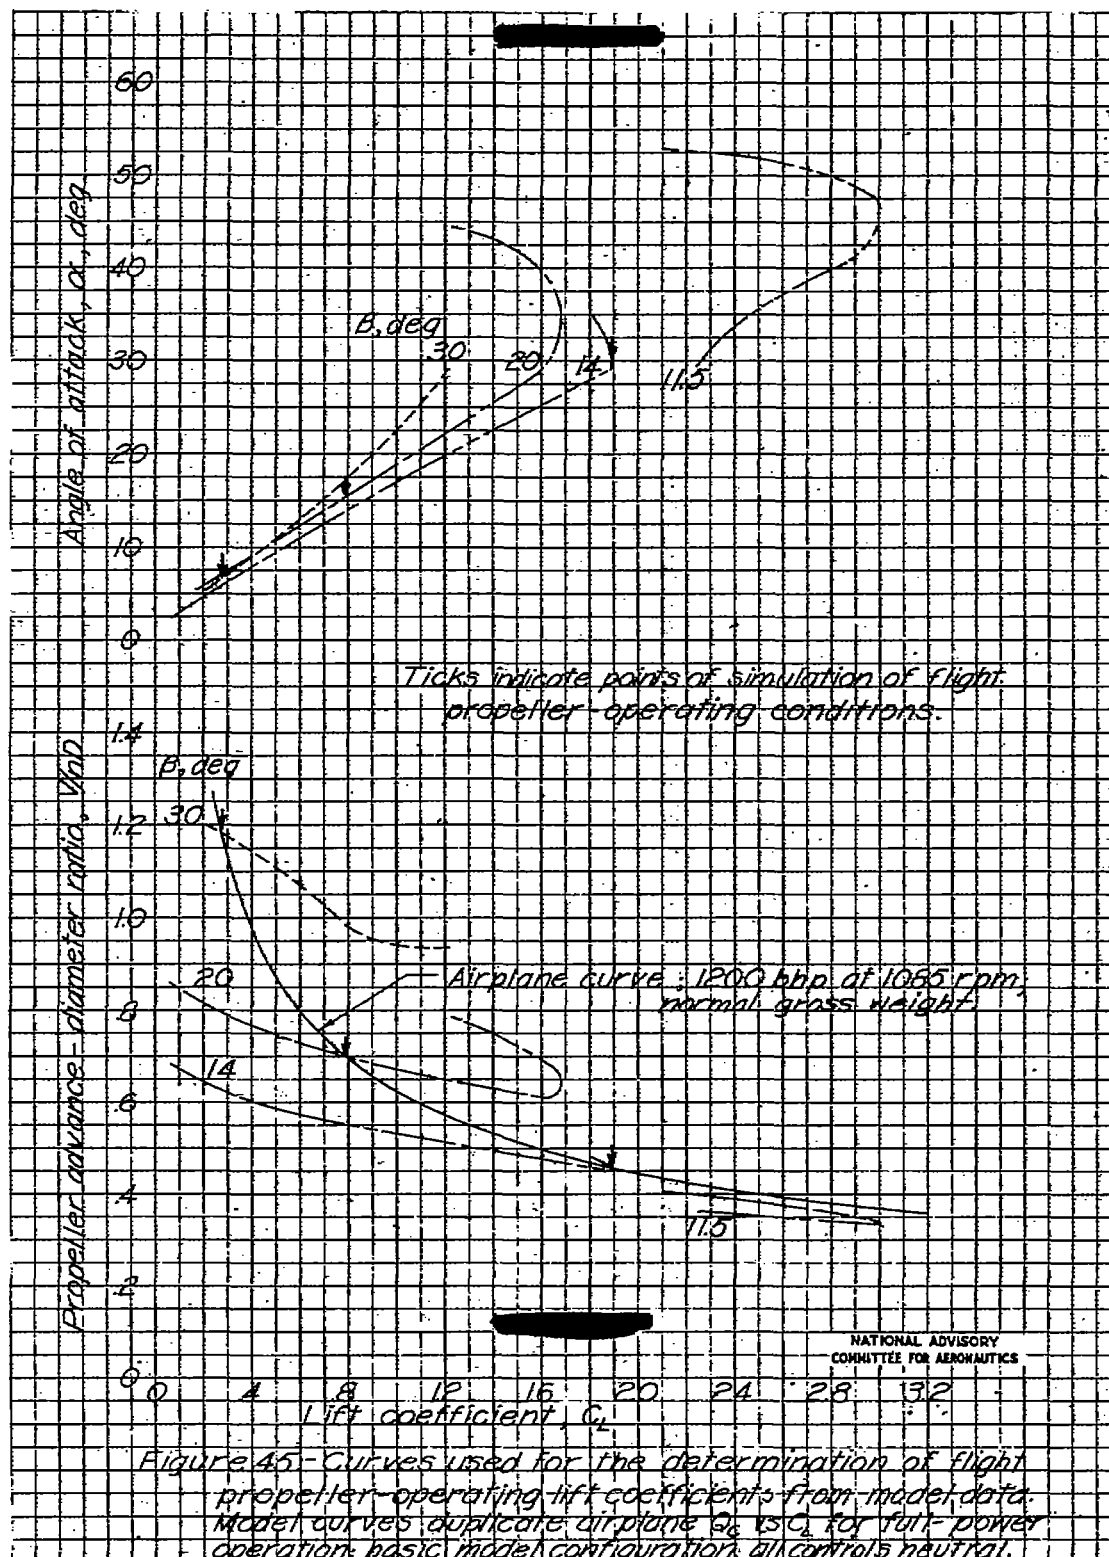 60
50
40
30
20
10
0
Angle of attack, α, deg
β, deg
30
20
14
11.5
Ticks indicate points of simulation of flight
propeller-operating conditions.
1.4
1.2
1.0
.8
.6
.4
.2
0
Propeller advance-diameter ratio, V/nD
β, deg
30
20
14
11.5
Airplane curve; 1200 bhp at 1085 rpm,
normal gross weight.
NATIONAL ADVISORY
COMMITTEE FOR AERONAUTICS
0 .4 .8 1.2 1.6 2.0 2.4 2.8 3.2
Lift coefficient, C_L
Figure 45.-Curves used for the determination of flight
propeller-operating lift coefficients from model data.
Model curves duplicate airplane Q_c vs C_L for full-power
operation; basic model configuration; all controls neutral.